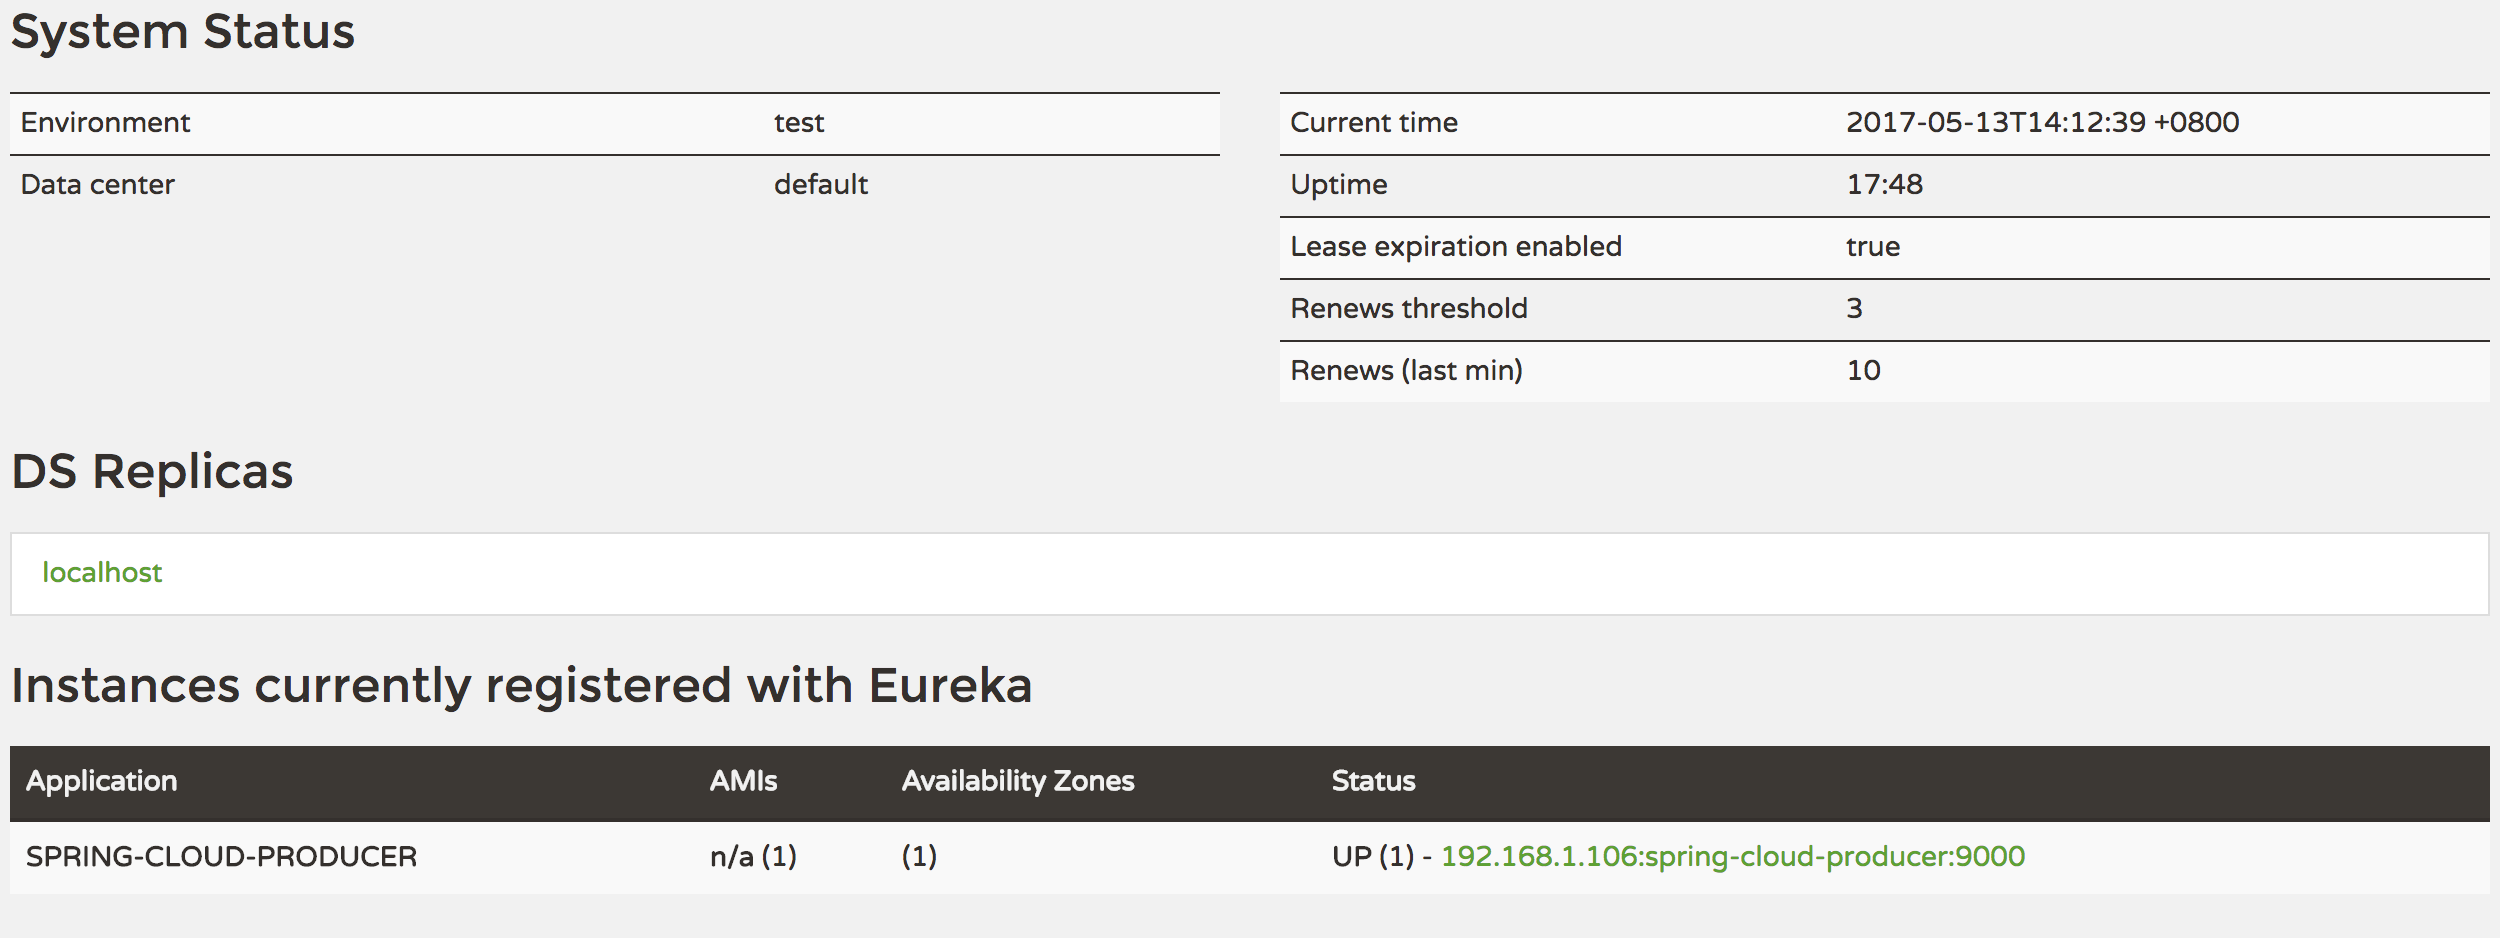 System Status
Environment test
Data center default
Current time 2017-05-13T14:12:39 +0800
Uptime 17:48
Lease expiration enabled true
Renews threshold 3
Renews (last min) 10
DS Replicas
localhost
Instances currently registered with Eureka
Application AMIs Availability Zones Status
SPRING-CLOUD-PRODUCER n/a (1) (1) UP (1) - 192.168.1.106:spring-cloud-producer:9000